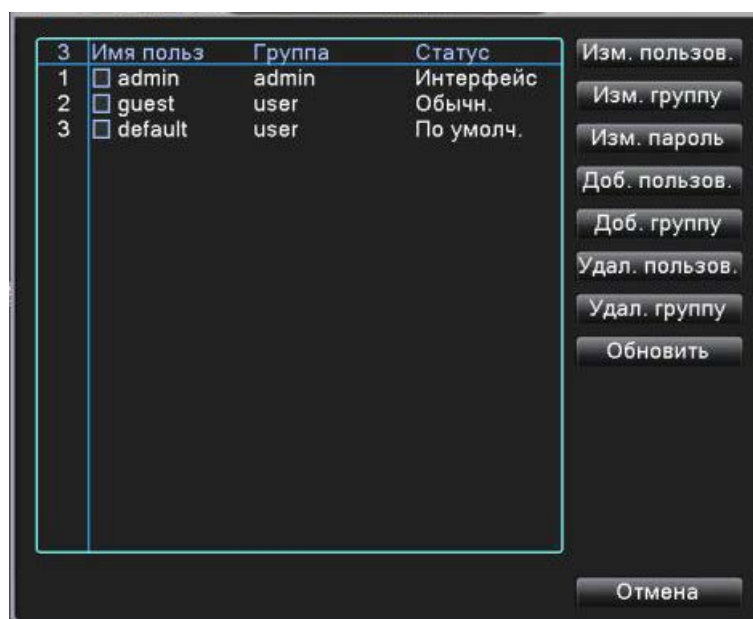 3 Имя польз Группа Статус
1 admin admin Интерфейс
2 guest user Обычн.
3 default user По умолч.
Изм. пользов.
Изм. группу
Изм. пароль
Доб. пользов.
Доб. группу
Удал. пользов.
Удал. группу
Обновить
Отмена